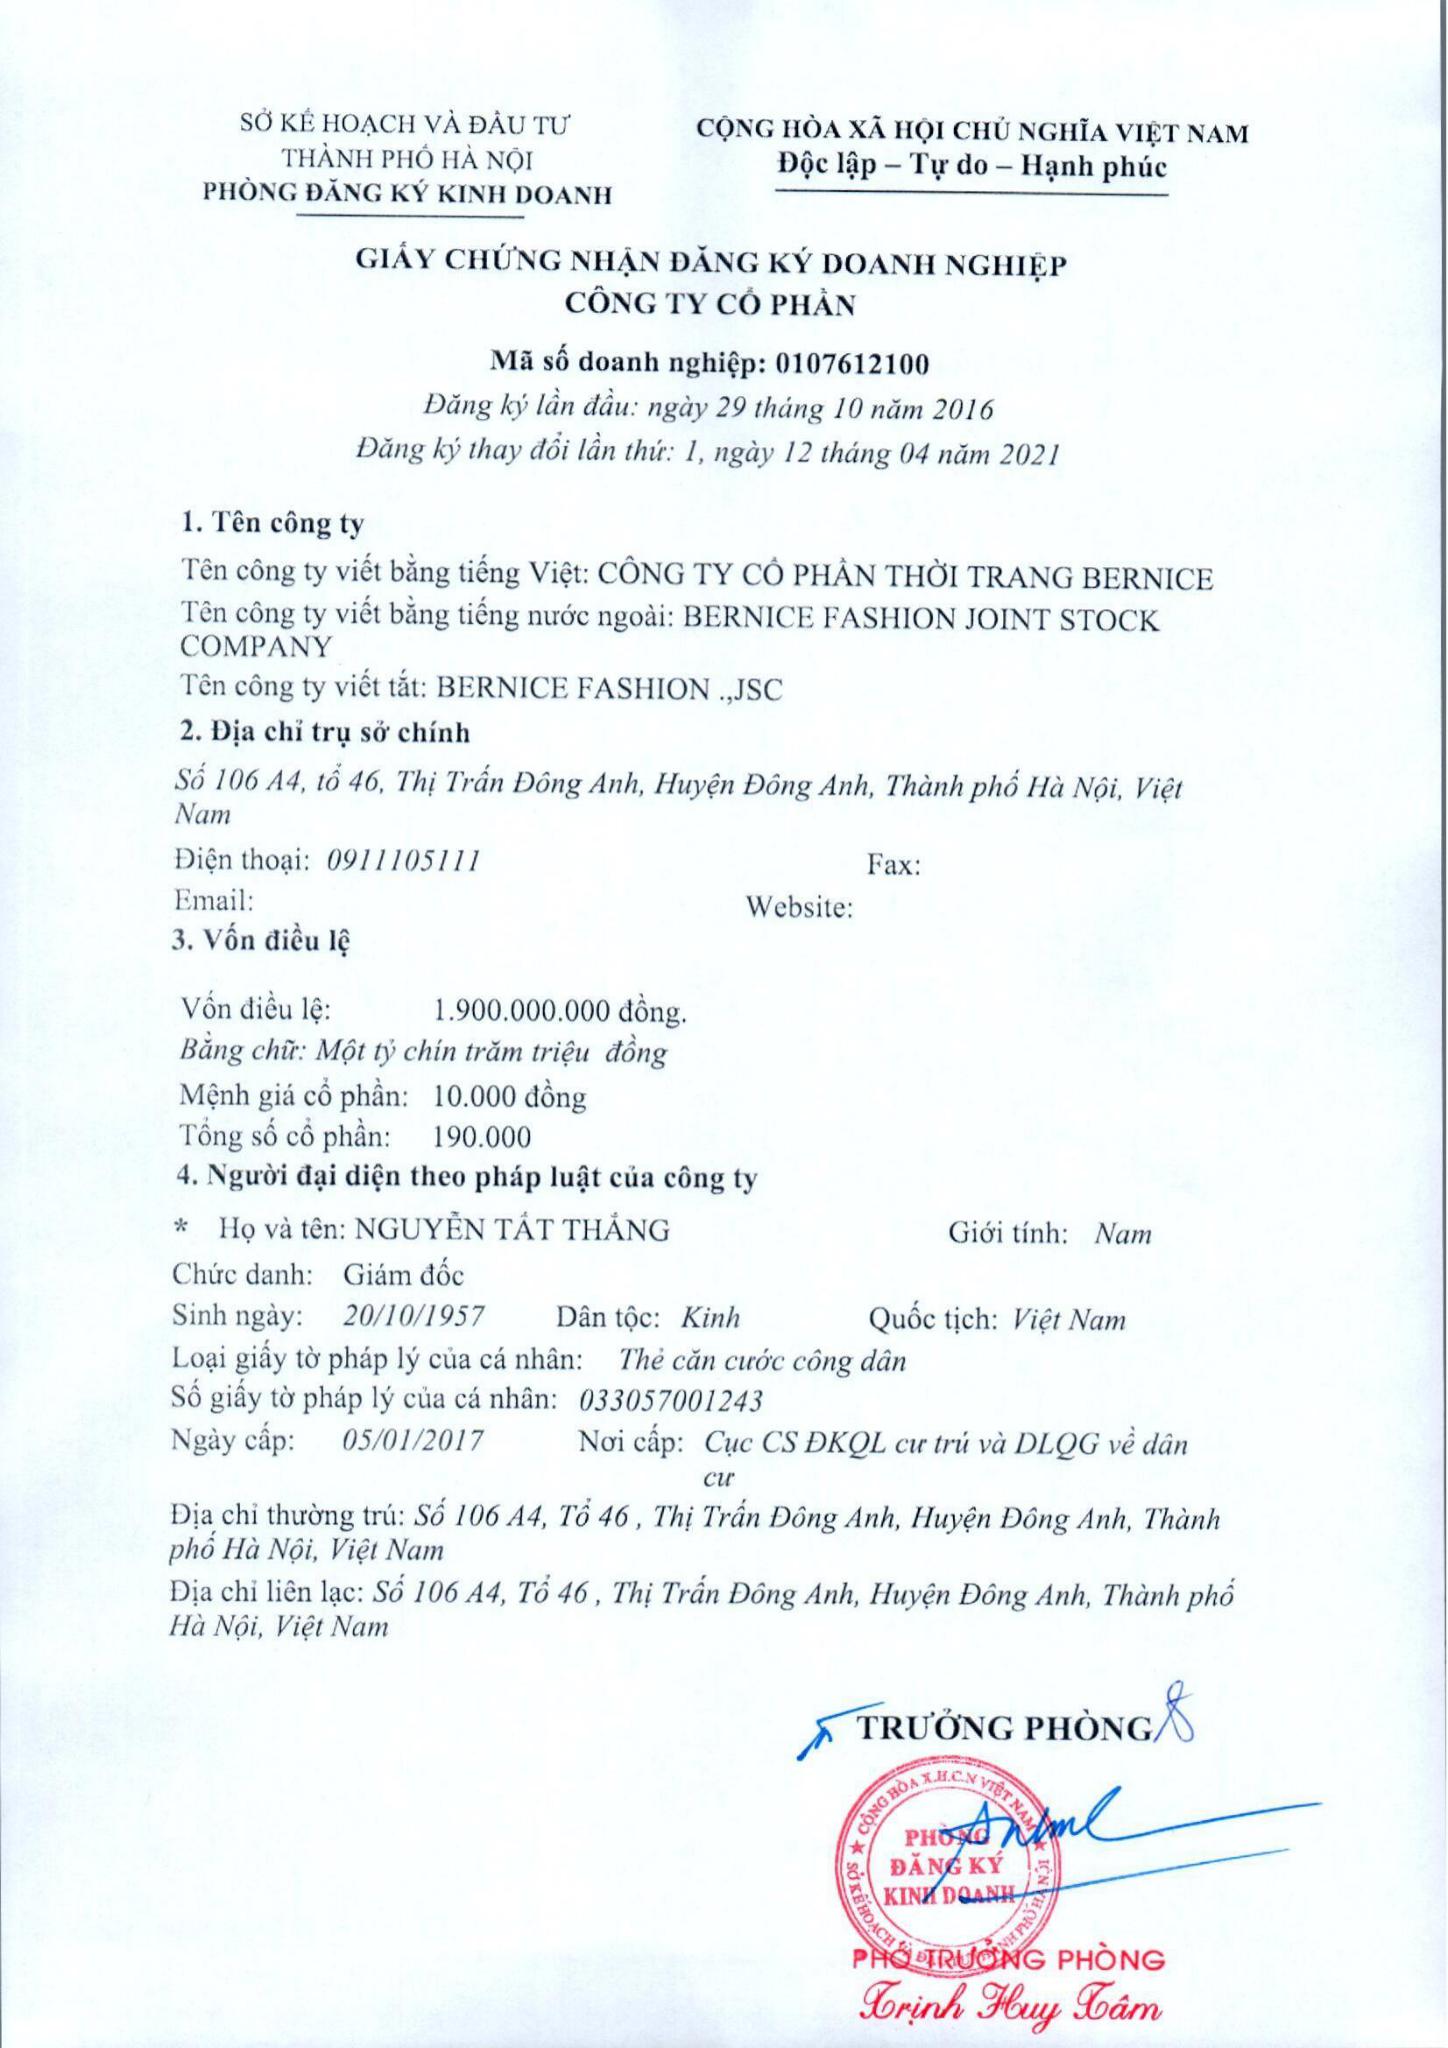 SỞ KẾ HOẠCH VÀ ĐẦU TƯ
THÀNH PHỐ HÀ NỘI
PHÒNG ĐĂNG KÝ KINH DOANH
CỘNG HÒA XÃ HỘI CHỦ NGHĨA VIỆT NAM
Độc lập – Tự do – Hạnh phúc
GIẤY CHỨNG NHẬN ĐĂNG KÝ DOANH NGHIỆP
CÔNG TY CỔ PHẦN
Mã số doanh nghiệp: 0107612100
Đăng ký lần đầu: ngày 29 tháng 10 năm 2016
Đăng ký thay đổi lần thứ: 1, ngày 12 tháng 04 năm 2021
1. Tên công ty
Tên công ty viết bằng tiếng Việt: CÔNG TY CỔ PHẦN THỜI TRANG BERNICE
Tên công ty viết bằng tiếng nước ngoài: BERNICE FASHION JOINT STOCK
COMPANY
Tên công ty viết tắt: BERNICE FASHION .,JSC
2. Địa chỉ trụ sở chính
Số 106 A4, tổ 46, Thị Trấn Đông Anh, Huyện Đông Anh, Thành phố Hà Nội, Việt
Nam
Điện thoại: 0911105111 Fax:
Email: Website:
3. Vốn điều lệ
Vốn điều lệ: 1.900.000.000 đồng.
Bằng chữ: Một tỷ chín trăm triệu đồng
Mệnh giá cổ phần: 10.000 đồng
Tổng số cổ phần: 190.000
4. Người đại diện theo pháp luật của công ty
* Họ và tên: NGUYỄN TẤT THẮNG Giới tính: Nam
Chức danh: Giám đốc
Sinh ngày: 20/10/1957 Dân tộc: Kinh Quốc tịch: Việt Nam
Loại giấy tờ pháp lý của cá nhân: Thẻ căn cước công dân
Số giấy tờ pháp lý của cá nhân: 033057001243
Ngày cấp: 05/01/2017 Nơi cấp: Cục CS ĐKQL cư trú và DLQG về dân
cư
Địa chỉ thường trú: Số 106 A4, Tổ 46 , Thị Trấn Đông Anh, Huyện Đông Anh, Thành
phố Hà Nội, Việt Nam
Địa chỉ liên lạc: Số 106 A4, Tổ 46 , Thị Trấn Đông Anh, Huyện Đông Anh, Thành phố
Hà Nội, Việt Nam
TRƯỞNG PHÒNG
CỘNG HÒA X.H.C.N VIỆT NAM
PHÒNG
ĐĂNG KÝ
KINH DOANH
SỞ KẾ HOẠCH VÀ ĐẦU TƯ THÀNH PHỐ HÀ NỘI
PHÓ TRƯỞNG PHÒNG
Trịnh Huy Tâm